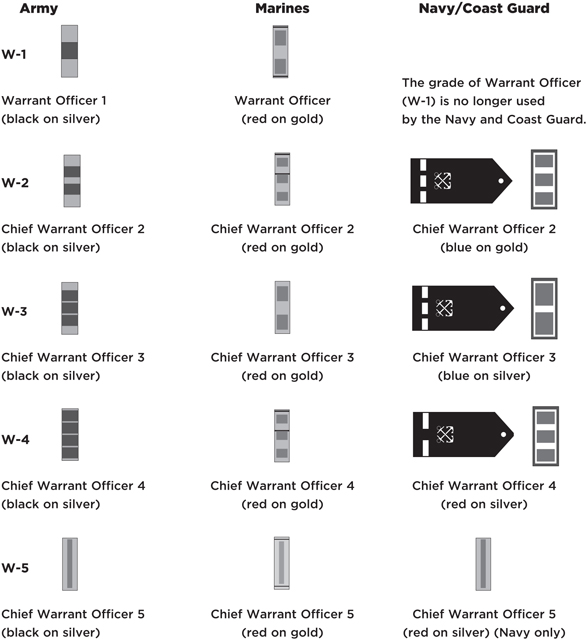 Army Marines Navy/Coast Guard
W-1
Warrant Officer 1
(black on silver)
Warrant Officer
(red on gold)
The grade of Warrant Officer
(W-1) is no longer used
by the Navy and Coast Guard.
W-2
Chief Warrant Officer 2
(black on silver)
Chief Warrant Officer 2
(red on gold)
Chief Warrant Officer 2
(blue on gold)
W-3
Chief Warrant Officer 3
(black on silver)
Chief Warrant Officer 3
(red on gold)
Chief Warrant Officer 3
(blue on silver)
W-4
Chief Warrant Officer 4
(black on silver)
Chief Warrant Officer 4
(red on gold)
Chief Warrant Officer 4
(red on silver)
W-5
Chief Warrant Officer 5
(black on silver)
Chief Warrant Officer 5
(red on gold)
Chief Warrant Officer 5
(red on silver) (Navy only)